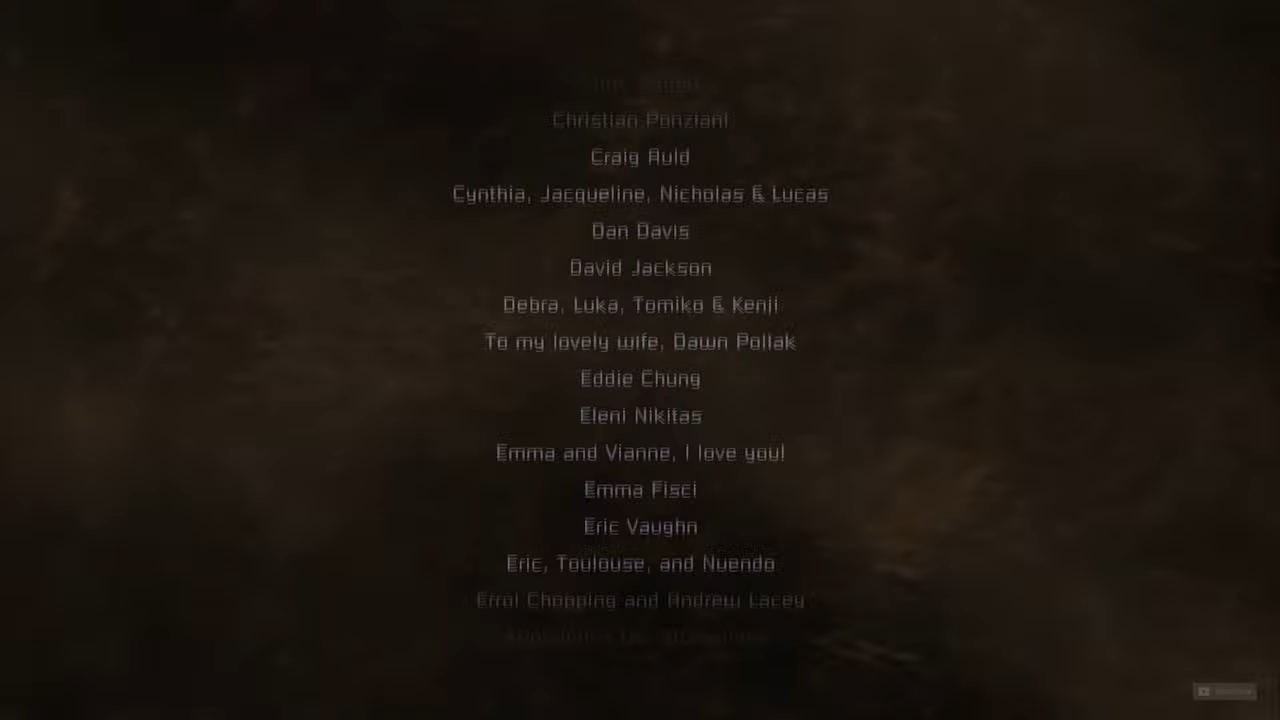 Christian Ponziani
Craig Auld
Cynthia, Jacqueline, Nicholas & Lucas
Dan Davis
David Jackson
Debra, Luka, Tomiko & Kenji
To my lovely wife, Dawn Pollak
Eddie Chung
Eleni Nikitas
Emma and Vianne, I love you!
Emma Fisci
Eric Vaughn
Eric, Toulouse, and Nuendo
Errol Chopping and Andrew Lacey